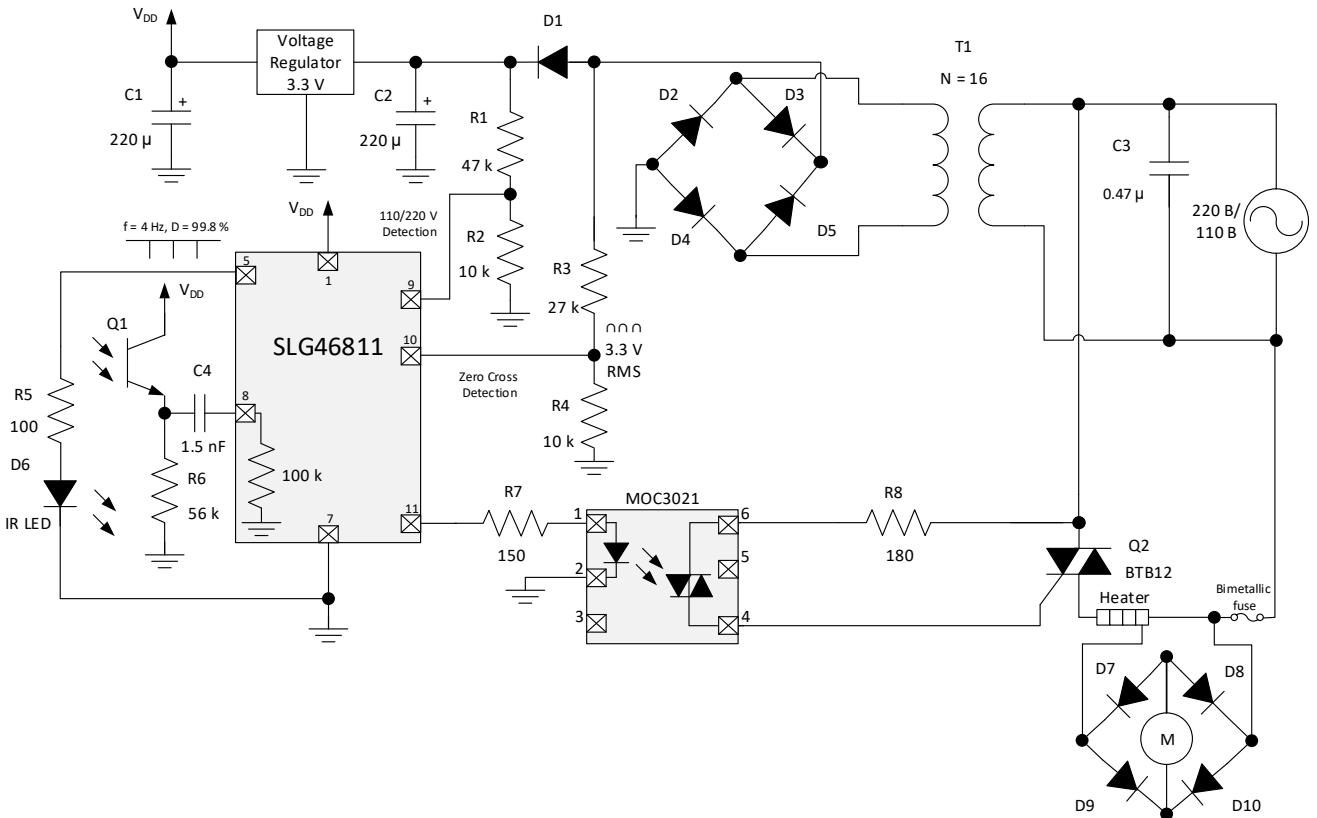 V_DD
Voltage
Regulator
3.3 V
C1
+
220 µ
C2
+
220 µ
D1
R1
47 k
T1
N = 16
D2
D3
D4
D5
C3
0.47 µ
220 В/
110 В
V_DD
110/220 V
Detection
f = 4 Hz, D = 99.8 %
R2
10 k
R3
27 k
5
1
9
V_DD
Q1
SLG46811
10
3.3 V
RMS
Zero Cross
Detection
C4
8
R5
100
1.5 nF
R4
10 k
D6
R6
56 k
100 k
IR LED
7
11
R7
150
MOC3021
1
2
3
6
5
4
R8
180
Q2
BTB12
Heater
Bimetallic
fuse
D7
D8
M
D9
D10